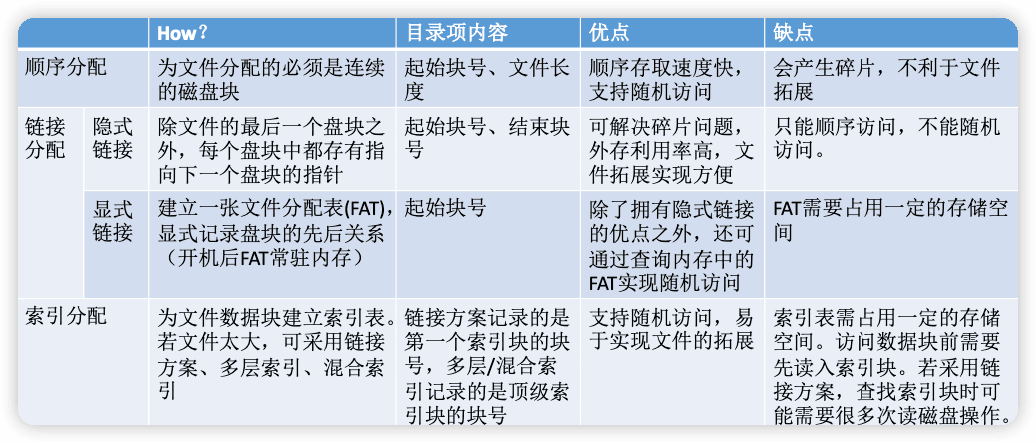 How？
目录项内容
优点
缺点
顺序分配
为文件分配的必须是连续
的磁盘块
起始块号、文件长
度
顺序存取速度快，
支持随机访问
会产生碎片，不利于文件
拓展
链接
分配
隐式
链接
除文件的最后一个盘块之
外，每个盘块中都存有指
向下一个盘块的指针
起始块号、结束块
号
可解决碎片问题，
外存利用率高，文
件拓展实现方便
只能顺序访问，不能随机
访问。
显式
链接
建立一张文件分配表(FAT)，
显式记录盘块的先后关系
（开机后FAT常驻内存）
起始块号
除了拥有隐式链接
的优点之外，还可
通过查询内存中的
FAT实现随机访问
FAT需要占用一定的存储空
间
索引分配
为文件数据块建立索引表。
若文件太大，可采用链接
方案、多层索引、混合索
引
链接方案记录的是
第一个索引块的块
号，多层/混合索
引记录的是顶级索
引块的块号
支持随机访问，易
于实现文件的拓展
索引表需占用一定的存储
空间。访问数据块前需要
先读入索引块。若采用链
接方案，查找索引块时可
能需要很多次读磁盘操作。